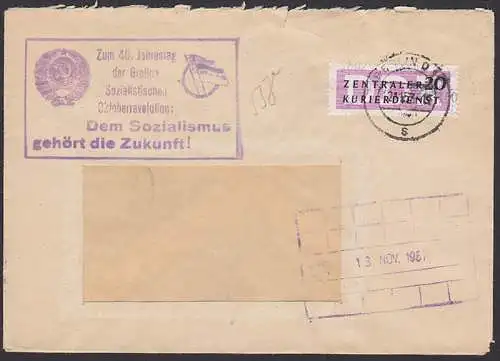 Zum 40. Jahrestag
der Großen
Sozialistischen
Oktoberrevolution:
Dem Sozialismus
gehört die Zukunft!
ZENTRALER 20
KURIERDIENST
S
13. NOV. 1957